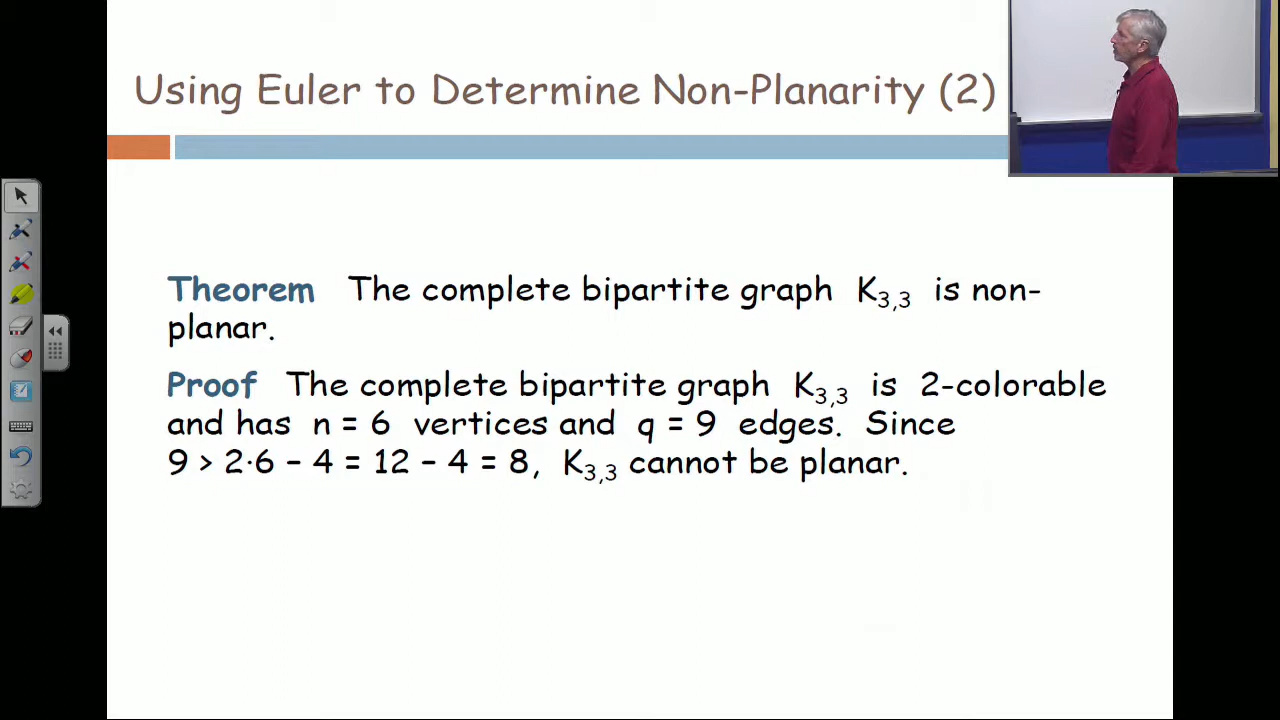 Using Euler to Determine Non-Planarity (2)
Theorem The complete bipartite graph K3,3 is non-
planar.
Proof The complete bipartite graph K3,3 is 2-colorable
and has n = 6 vertices and q = 9 edges. Since
9 > 2·6 – 4 = 12 – 4 = 8, K3,3 cannot be planar.